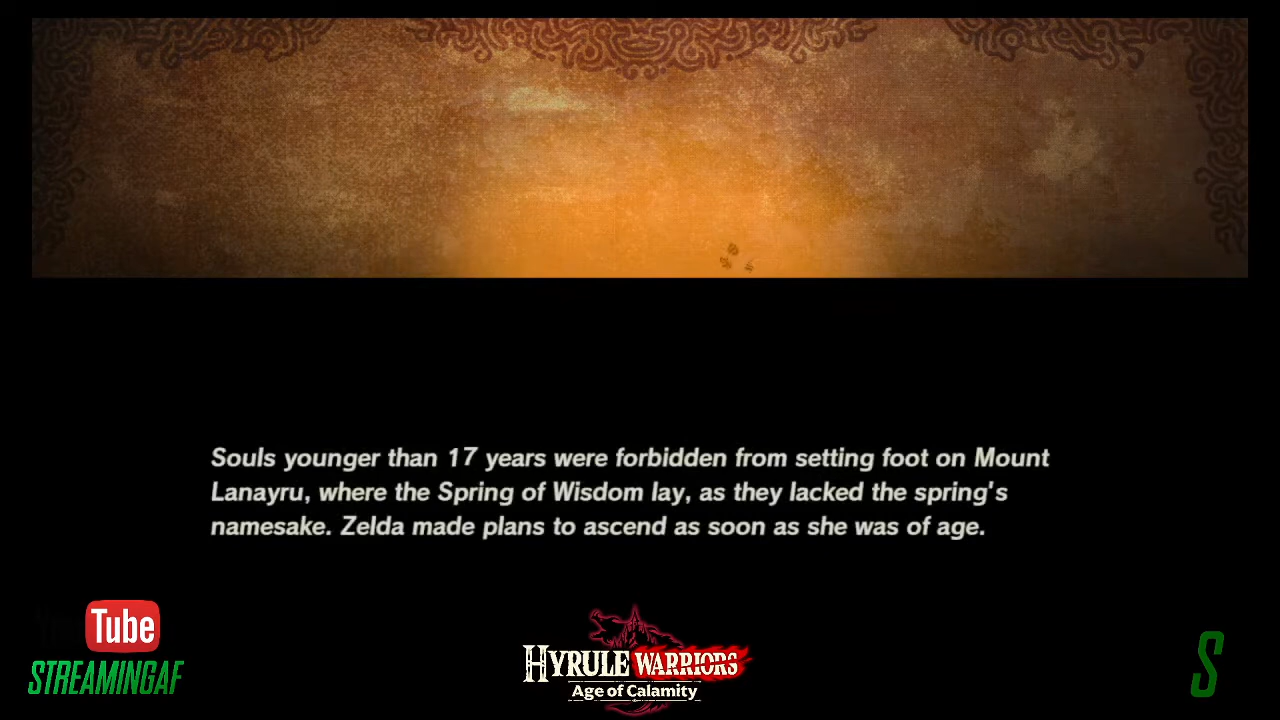 Souls younger than 17 years were forbidden from setting foot on Mount
Lanayru, where the Spring of Wisdom lay, as they lacked the spring's
namesake. Zelda made plans to ascend as soon as she was of age.
YouTube
STREAMINGAF
HYRULE WARRIORS
Age of Calamity
S